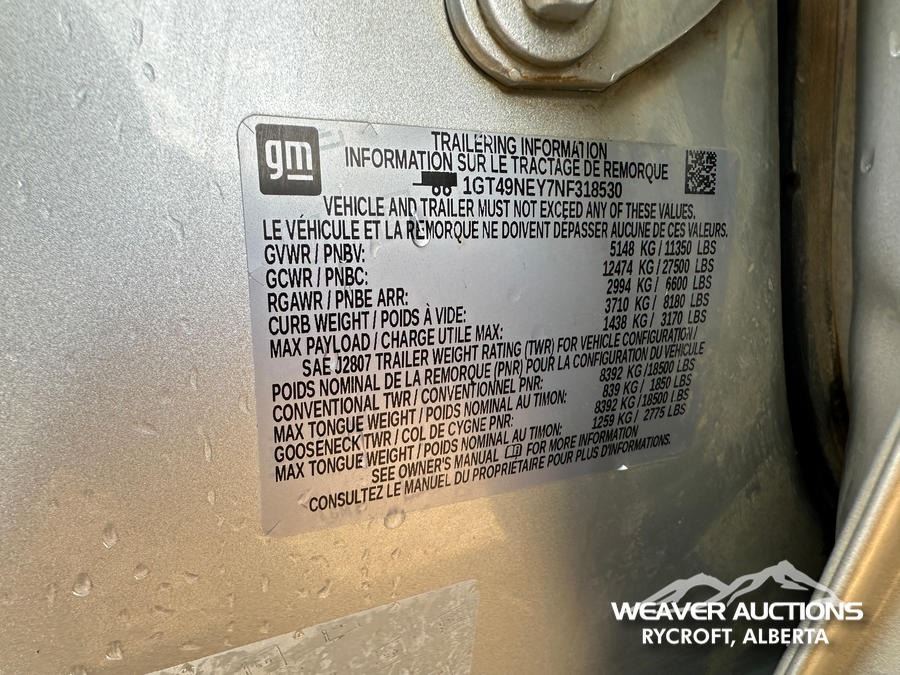 gm
TRAILERING INFORMATION
INFORMATION SUR LE TRACTAGE DE REMORQUE
1GT49NEY7NF318530
VEHICLE AND TRAILER MUST NOT EXCEED ANY OF THESE VALUES.
LE VÉHICULE ET LA REMORQUE NE DOIVENT DÉPASSER AUCUNE DE CES VALEURS.
GVWR / PNBV: 5148 KG / 11350 LBS
GCWR / PNBC: 12474 KG / 27500 LBS
RGAWR / PNBE ARR: 2994 KG / 6600 LBS
CURB WEIGHT / POIDS À VIDE: 3710 KG / 8180 LBS
MAX PAYLOAD / CHARGE UTILE MAX: 1438 KG / 3170 LBS
SAE J2807 TRAILER WEIGHT RATING (TWR) FOR VEHICLE CONFIGURATION /
POIDS NOMINAL DE LA REMORQUE (PNR) POUR LA CONFIGURATION DU VÉHICULE
CONVENTIONAL TWR / CONVENTIONNEL PNR: 8392 KG /18500 LBS
MAX TONGUE WEIGHT / POIDS NOMINAL AU TIMON: 839 KG / 1850 LBS
GOOSENECK TWR / COL DE CYGNE PNR: 8392 KG /18500 LBS
MAX TONGUE WEIGHT / POIDS NOMINAL AU TIMON: 1259 KG / 2775 LBS
SEE OWNER'S MANUAL FOR MORE INFORMATION
CONSULTEZ LE MANUEL DU PROPRIÉTAIRE POUR PLUS D'INFORMATIONS.
WEAVER AUCTIONS
RYCROFT, ALBERTA